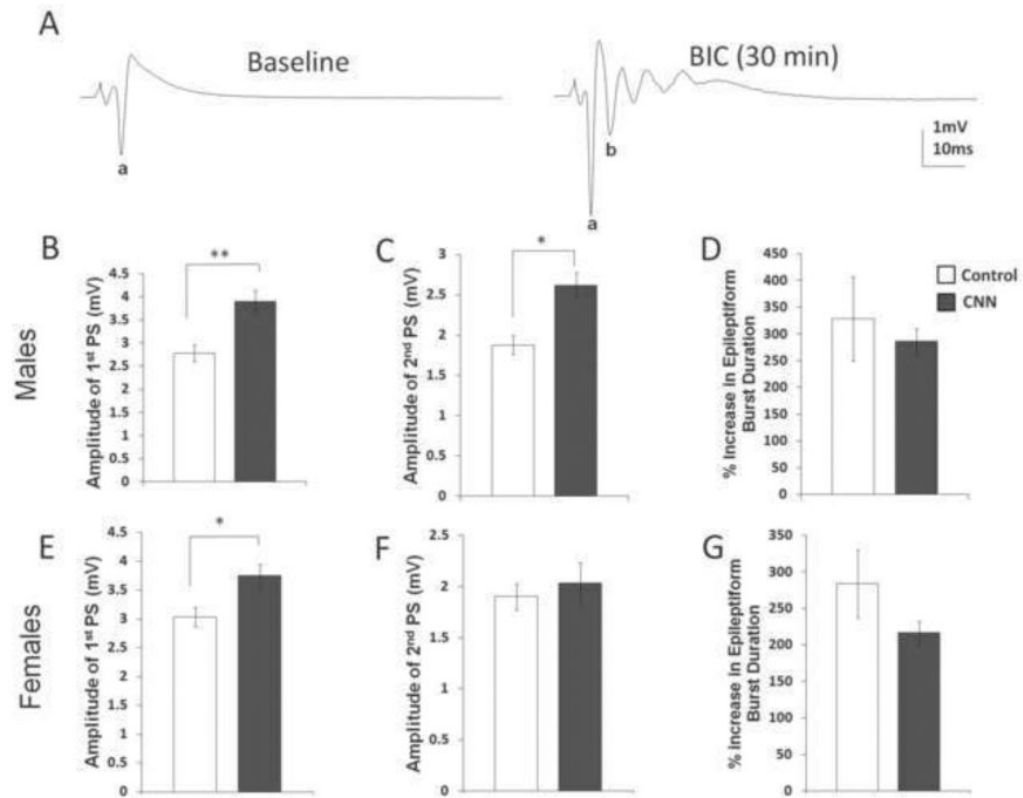 A
Baseline
BIC (30 min)
a
b
a
1mV
10ms
Males
B
**
Amplitude of 1st PS (mV)
4.5
4
3.5
3
2.5
2
1.5
1
0.5
0
C
*
Amplitude of 2nd PS (mV)
3
2.5
2
1.5
1
0.5
0
D
% Increase in Epileptiform
Burst Duration
450
400
350
300
250
200
150
100
50
0
Control
CNN
Females
E
*
Amplitude of 1st PS (mV)
4.5
4
3.5
3
2.5
2
1.5
1
0.5
0
F
Amplitude of 2nd PS (mV)
2.5
2
1.5
1
0.5
0
G
% Increase in Epileptiform
Burst Duration
350
300
250
200
150
100
50
0